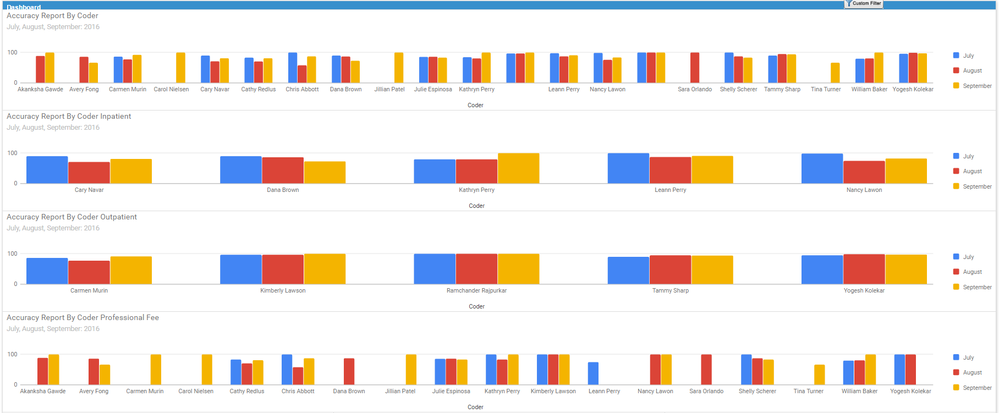 Dashboard
Custom Filter
Accuracy Report By Coder
July, August, September: 2016
100
0
Akanksha Gawde Avery Fong Carmen Murin Carol Nielsen Cary Navar Cathy Redlus Chris Abbott Dana Brown Jillian Patel Julie Espinosa Kathryn Perry Leann Perry Nancy Lawon Sara Orlando Shelly Scherer Tammy Sharp Tina Turner William Baker Yogesh Kolekar
Coder
July
August
September
Accuracy Report By Coder Inpatient
July, August, September: 2016
100
0
Cary Navar Dana Brown Kathryn Perry Leann Perry Nancy Lawon
Coder
July
August
September
Accuracy Report By Coder Outpatient
July, August, September: 2016
100
0
Carmen Murin Kimberly Lawson Ramchander Rajpurkar Tammy Sharp Yogesh Kolekar
Coder
July
August
September
Accuracy Report By Coder Professional Fee
July, August, September: 2016
100
0
Akanksha Gawde Avery Fong Carmen Murin Carol Nielsen Cathy Redlus Chris Abbott Dana Brown Jillian Patel Julie Espinosa Kathryn Perry Kimberly Lawson Leann Perry Nancy Lawon Sara Orlando Shelly Scherer Tina Turner William Baker Yogesh Kolekar
Coder
July
August
September